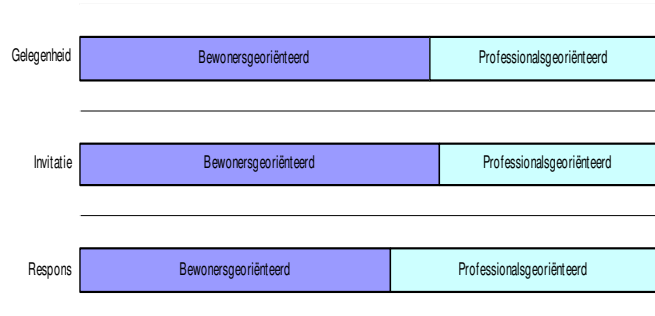 Gelegenheid Bewonersgeoriënteerd Professionalsgeoriënteerd
Invitatie Bewonersgeoriënteerd Professionalsgeoriënteerd
Respons Bewonersgeoriënteerd Professionalsgeoriënteerd